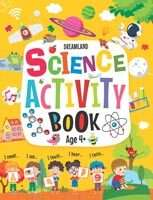 DREAMLAND
SCIENCE
ACTIVITY
BOOK
Age 4+
I touch... I see... I smell... I hear... I taste...